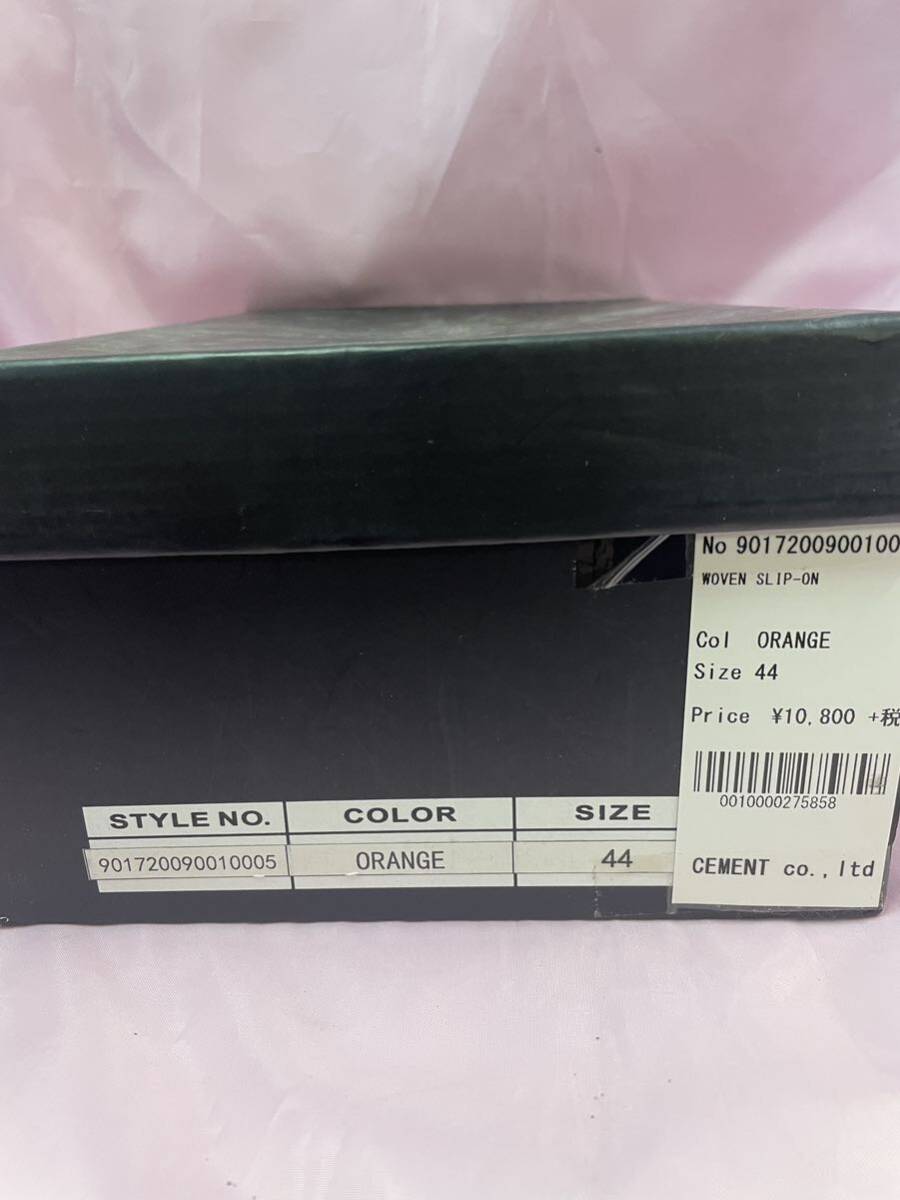 No 9017200900100
WOVEN SLIP-ON
Col ORANGE
Size 44
Price ¥10,800 +税
0010000275858
CEMENT co.,ltd
STYLE NO. COLOR SIZE
901720090010005 ORANGE 44